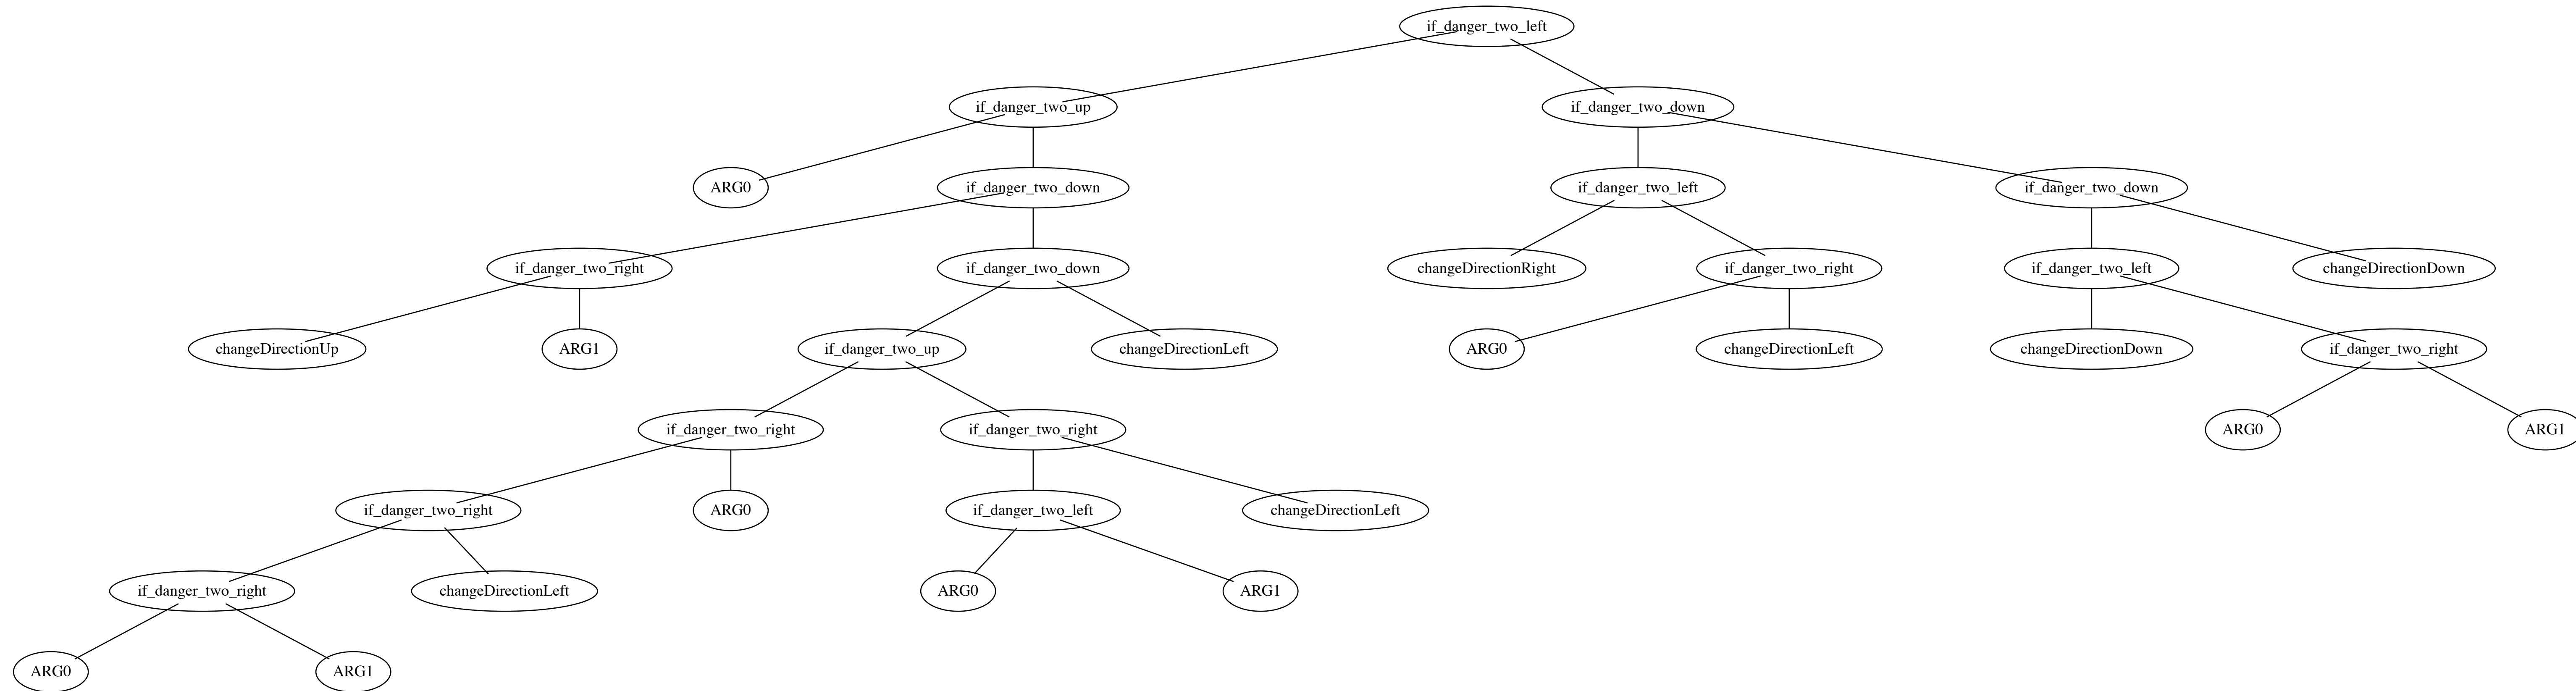 if_danger_two_left
if_danger_two_up
if_danger_two_down
ARG0
if_danger_two_down
if_danger_two_left
if_danger_two_down
if_danger_two_right
if_danger_two_down
changeDirectionRight
if_danger_two_right
if_danger_two_left
changeDirectionDown
changeDirectionUp
ARG1
if_danger_two_up
changeDirectionLeft
ARG0
changeDirectionLeft
changeDirectionDown
if_danger_two_right
if_danger_two_right
if_danger_two_right
ARG0
ARG1
if_danger_two_right
ARG0
if_danger_two_left
changeDirectionLeft
if_danger_two_right
changeDirectionLeft
ARG0
ARG1
ARG0
ARG1